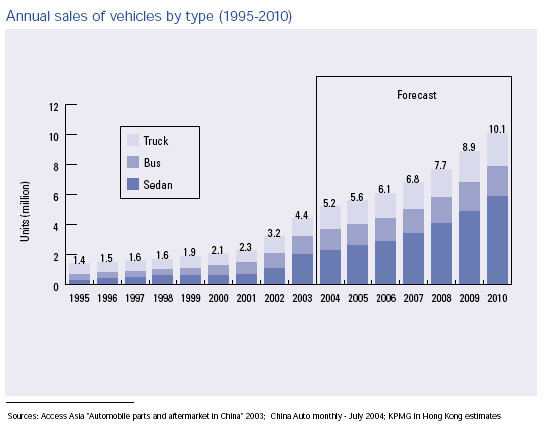 Annual sales of vehicles by type (1995-2010)
Forecast
12
10
8
6
4
2
0
Units (million)
Truck
Bus
Sedan
1.4 1.5 1.6 1.6 1.9 2.1 2.3 3.2 4.4 5.2 5.6 6.1 6.8 7.7 8.9 10.1
1995 1996 1997 1998 1999 2000 2001 2002 2003 2004 2005 2006 2007 2008 2009 2010
Sources: Access Asia "Automobile parts and aftermarket in China" 2003; China Auto monthly - July 2004; KPMG in Hong Kong estimates